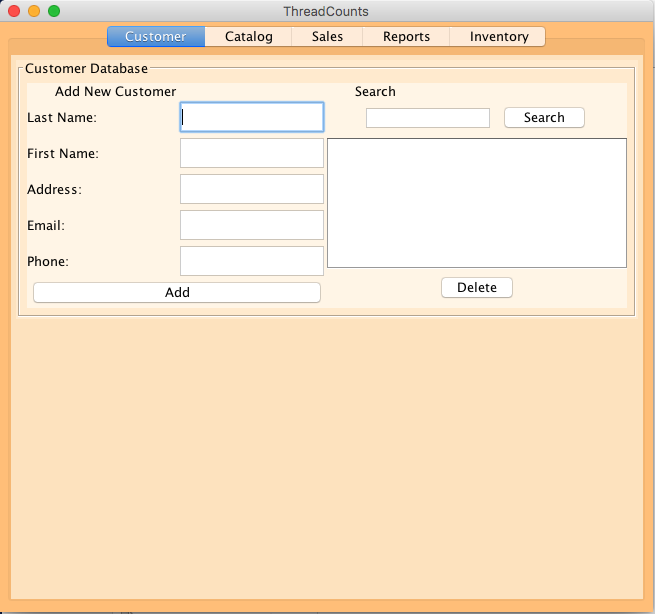 ThreadCounts
Customer Catalog Sales Reports Inventory
Customer Database
Add New Customer Search
Last Name: Search
First Name:
Address:
Email:
Phone:
Add Delete